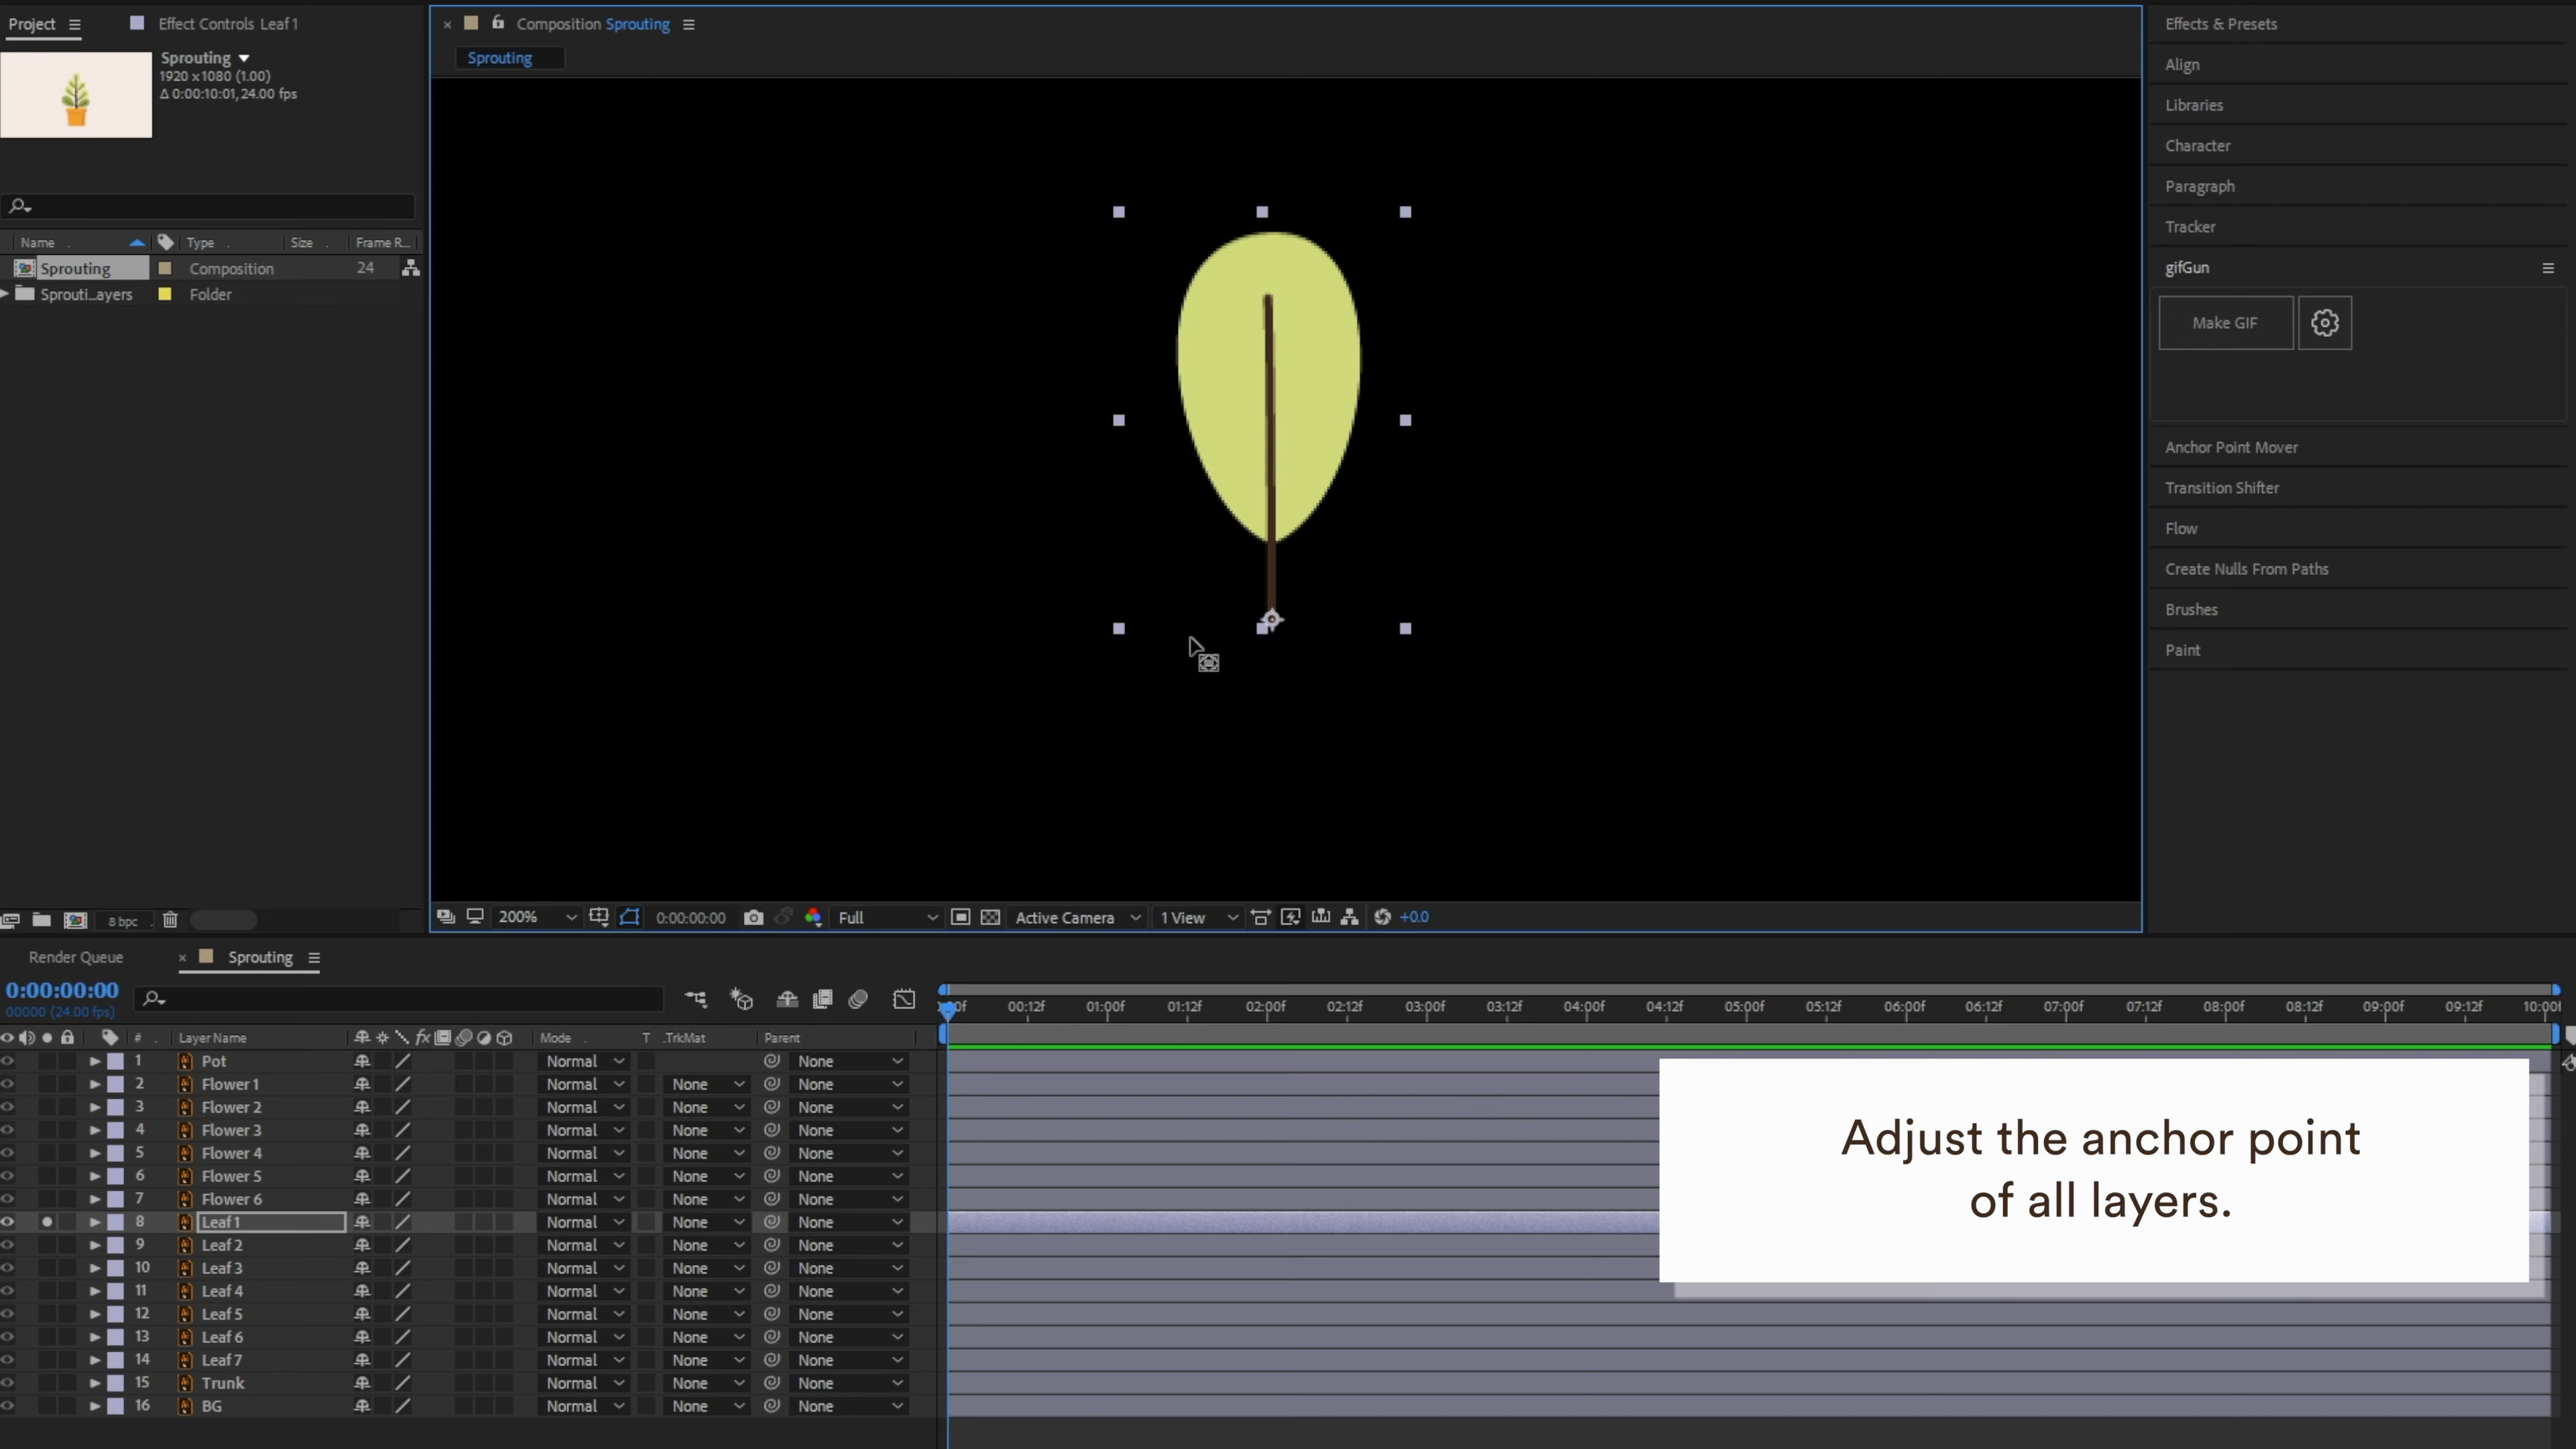 Project
Effect Controls Leaf 1
Sprouting
1920 x 1080 (1.00)
Δ 0:00:10:01, 24.00 fps
Name Type Size Frame R...
Sprouting Composition 24
Sprouti...ayers Folder
8 bpc
Composition Sprouting
Sprouting
200% 0:00:00:00 Full Active Camera 1 View +0.0
Effects & Presets
Align
Libraries
Character
Paragraph
Tracker
gifGun
Make GIF
Anchor Point Mover
Transition Shifter
Flow
Create Nulls From Paths
Brushes
Paint
Render Queue Sprouting
0:00:00:00
00000 (24.00 fps)
00:12f 01:00f 01:12f 02:00f 02:12f 03:00f 03:12f 04:00f 04:12f 05:00f 05:12f 06:00f 06:12f 07:00f 07:12f 08:00f 08:12f 09:00f 09:12f 10:00f
# Layer Name fx Mode T .TrkMat Parent
1 Pot Normal None
2 Flower 1 Normal None None
3 Flower 2 Normal None None
4 Flower 3 Normal None None
5 Flower 4 Normal None None
6 Flower 5 Normal None None
7 Flower 6 Normal None None
8 Leaf 1 Normal None None
9 Leaf 2 Normal None None
10 Leaf 3 Normal None None
11 Leaf 4 Normal None None
12 Leaf 5 Normal None None
13 Leaf 6 Normal None None
14 Leaf 7 Normal None None
15 Trunk Normal None None
16 BG Normal None None
Adjust the anchor point
of all layers.